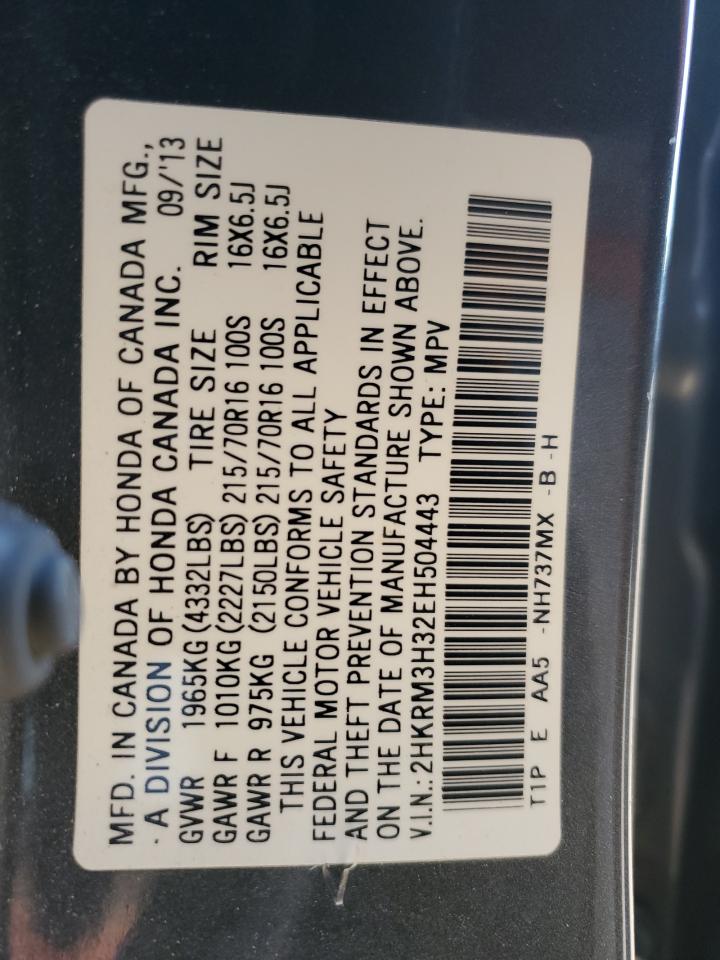 MFD. IN CANADA BY HONDA OF CANADA MFG.,
A DIVISION OF HONDA CANADA INC. 09/'13
GVWR 1965KG (4332LBS) TIRE SIZE RIM SIZE
GAWR F 1010KG (2227LBS) 215/70R16 100S 16X6.5J
GAWR R 975KG (2150LBS) 215/70R16 100S 16X6.5J
THIS VEHICLE CONFORMS TO ALL APPLICABLE
FEDERAL MOTOR VEHICLE SAFETY
AND THEFT PREVENTION STANDARDS IN EFFECT
ON THE DATE OF MANUFACTURE SHOWN ABOVE.
V.I.N.: 2HKRM3H32EH504443 TYPE: MPV
T1P E AA5 -NH737MX -B -H